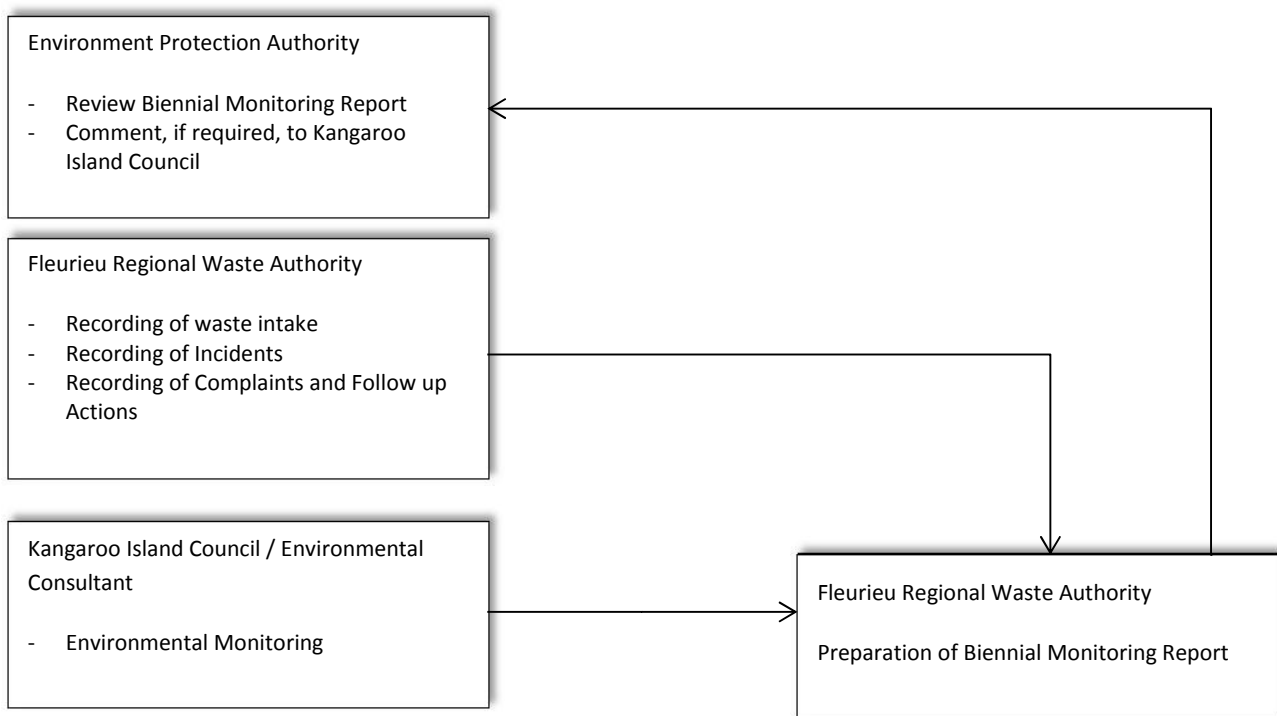 Environment Protection Authority
- Review Biennial Monitoring Report
- Comment, if required, to Kangaroo
Island Council
Fleurieu Regional Waste Authority
- Recording of waste intake
- Recording of Incidents
- Recording of Complaints and Follow up
Actions
Kangaroo Island Council / Environmental
Consultant
- Environmental Monitoring
Fleurieu Regional Waste Authority
Preparation of Biennial Monitoring Report